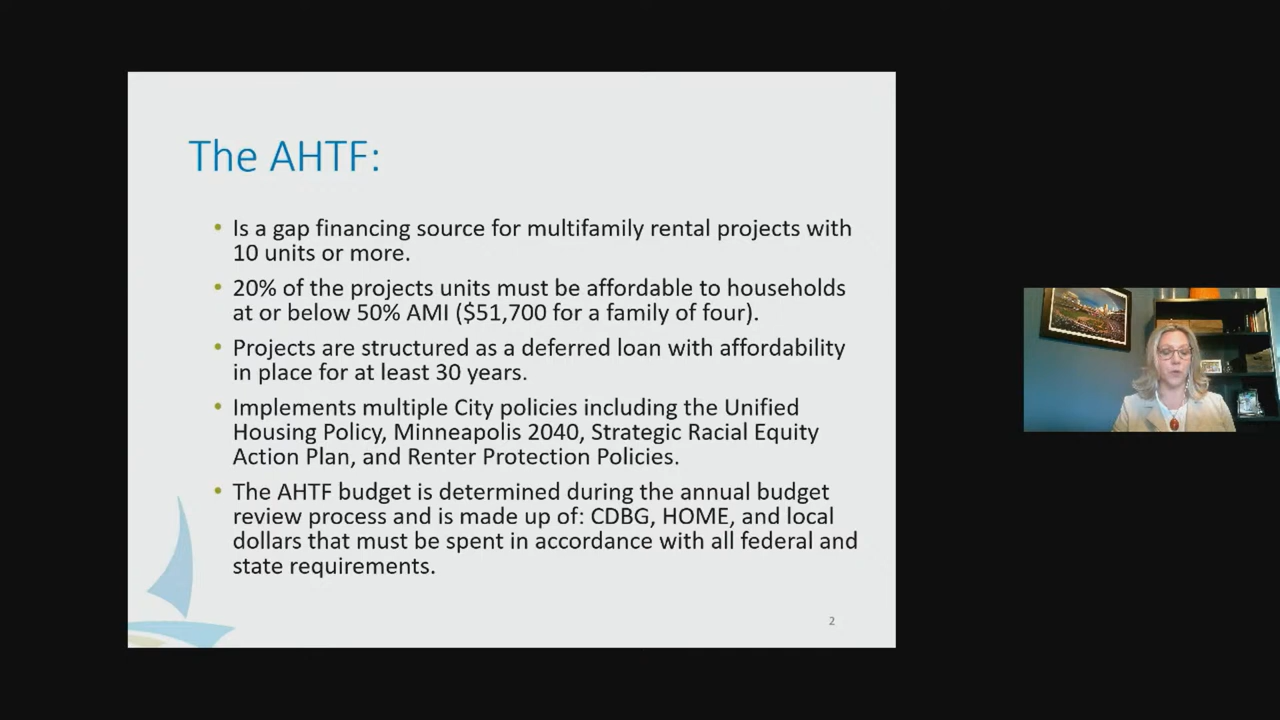 The AHTF:
• Is a gap financing source for multifamily rental projects with
10 units or more.
• 20% of the projects units must be affordable to households
at or below 50% AMI ($51,700 for a family of four).
• Projects are structured as a deferred loan with affordability
in place for at least 30 years.
• Implements multiple City policies including the Unified
Housing Policy, Minneapolis 2040, Strategic Racial Equity
Action Plan, and Renter Protection Policies.
• The AHTF budget is determined during the annual budget
review process and is made up of: CDBG, HOME, and local
dollars that must be spent in accordance with all federal and
state requirements.
2